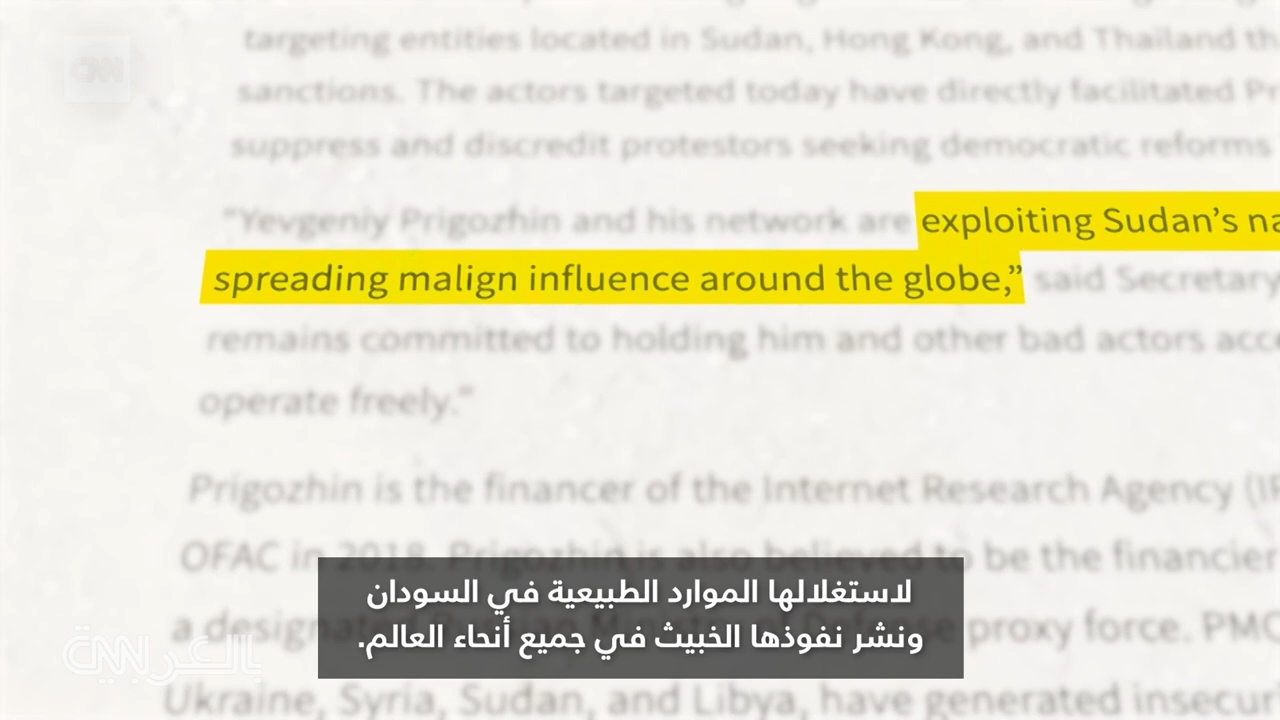 CNN
targeting entities located in Sudan, Hong Kong, and Thailand
sanctions. The actors targeted today have directly facilitated
suppress and discredit protestors seeking democratic reforms
“Yevgeniy Prigozhin and his network are exploiting Sudan’s na
spreading malign influence around the globe,” said Secretary
remains committed to holding him and other bad actors acc
operate freely.”
Prigozhin is the financer of the Internet Research Agency
OFAC in 2018. Prigozhin is also believed to be the financier
لاستغلالها الموارد الطبيعية في السودان
a proxy force. PMC
ونشر نفوذها الخبيث في جميع أنحاء العالم.
CNN بالعربية
Ukraine, Syria, Sudan, and Libya, have generated insecuri